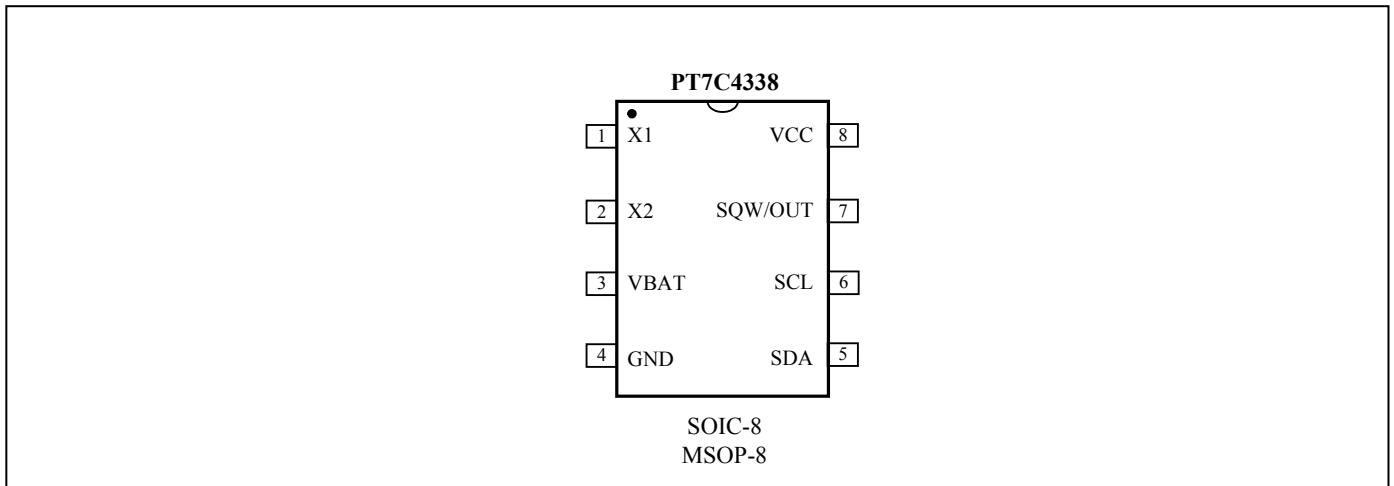 PT7C4338
1 X1 VCC 8
2 X2 SQW/OUT 7
3 VBAT SCL 6
4 GND SDA 5
SOIC-8
MSOP-8